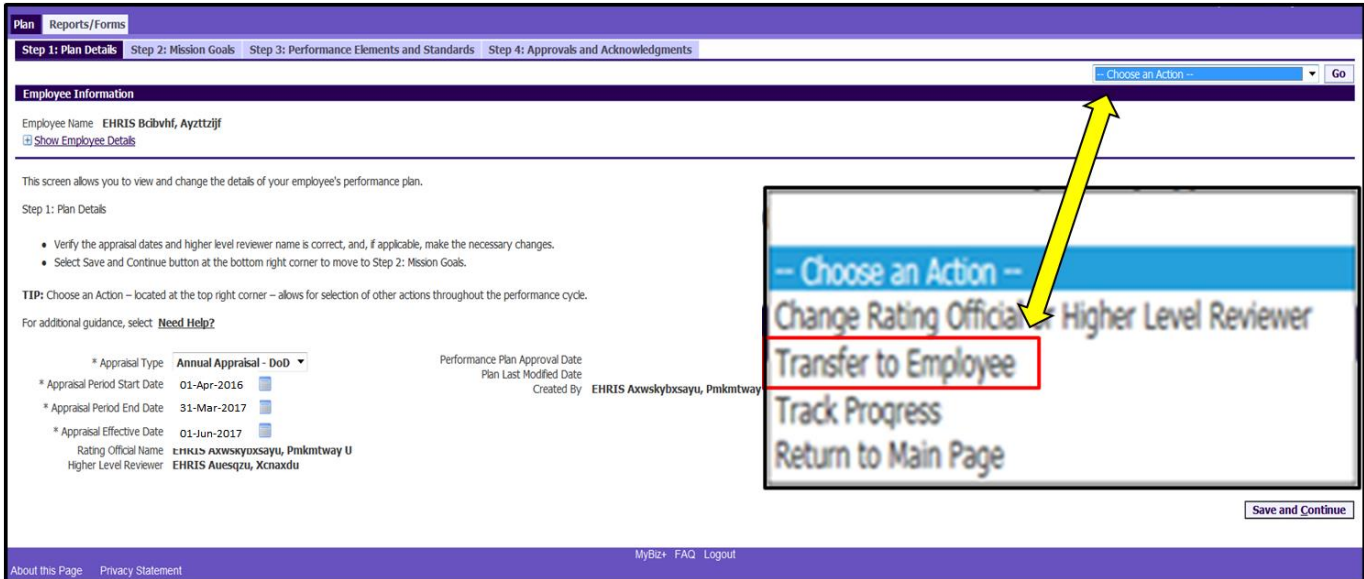 Plan Reports/Forms
Step 1: Plan Details Step 2: Mission Goals Step 3: Performance Elements and Standards Step 4: Approvals and Acknowledgments
-- Choose an Action -- Go
Employee Information
Employee Name EHRIS Bcibvhf, Ayzttzijf
Show Employee Details
This screen allows you to view and change the details of your employee's performance plan.
Step 1: Plan Details
• Verify the appraisal dates and higher level reviewer name is correct, and, if applicable, make the necessary changes.
• Select Save and Continue button at the bottom right corner to move to Step 2: Mission Goals.
TIP: Choose an Action – located at the top right corner – allows for selection of other actions throughout the performance cycle.
For additional guidance, select Need Help?
* Appraisal Type Annual Appraisal - DoD
* Appraisal Period Start Date 01-Apr-2016
* Appraisal Period End Date 31-Mar-2017
* Appraisal Effective Date 01-Jun-2017
Rating Official Name EHRIS Axwskybxsayu, Pmkmtway U
Higher Level Reviewer EHRIS Auesqzu, Xcnaxdu
Performance Plan Approval Date
Plan Last Modified Date
Created By EHRIS Axwskybxsayu, Pmkmtway
-- Choose an Action --
Change Rating Official or Higher Level Reviewer
Transfer to Employee
Track Progress
Return to Main Page
Save and Continue
MyBiz+ FAQ Logout
About this Page Privacy Statement